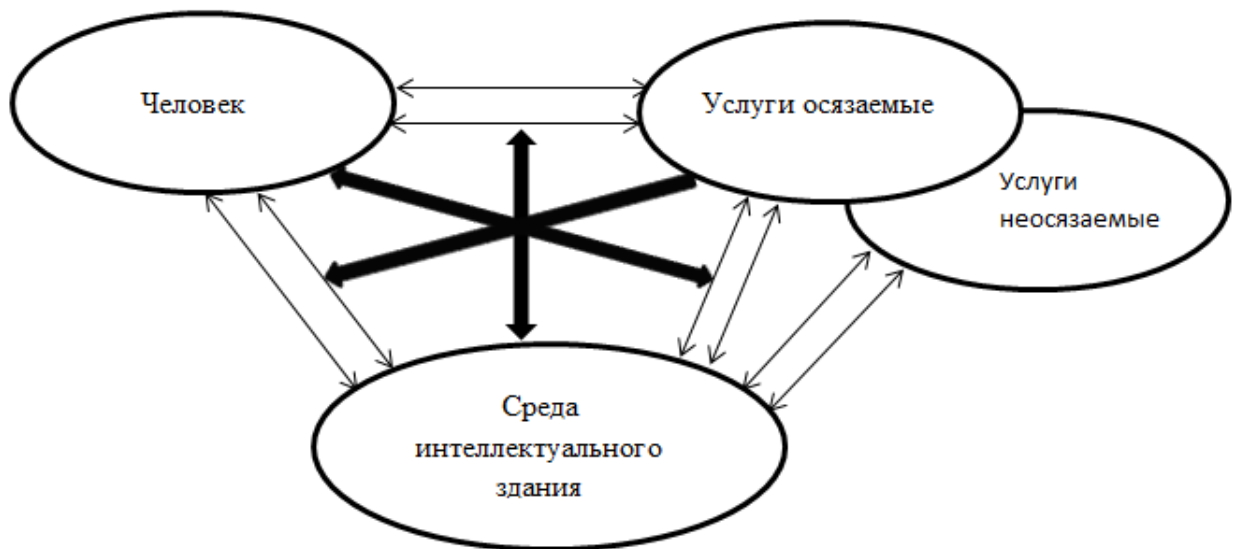 Человек
Услуги осязаемые
Услуги
неосязаемые
Среда
интеллектуального
здания